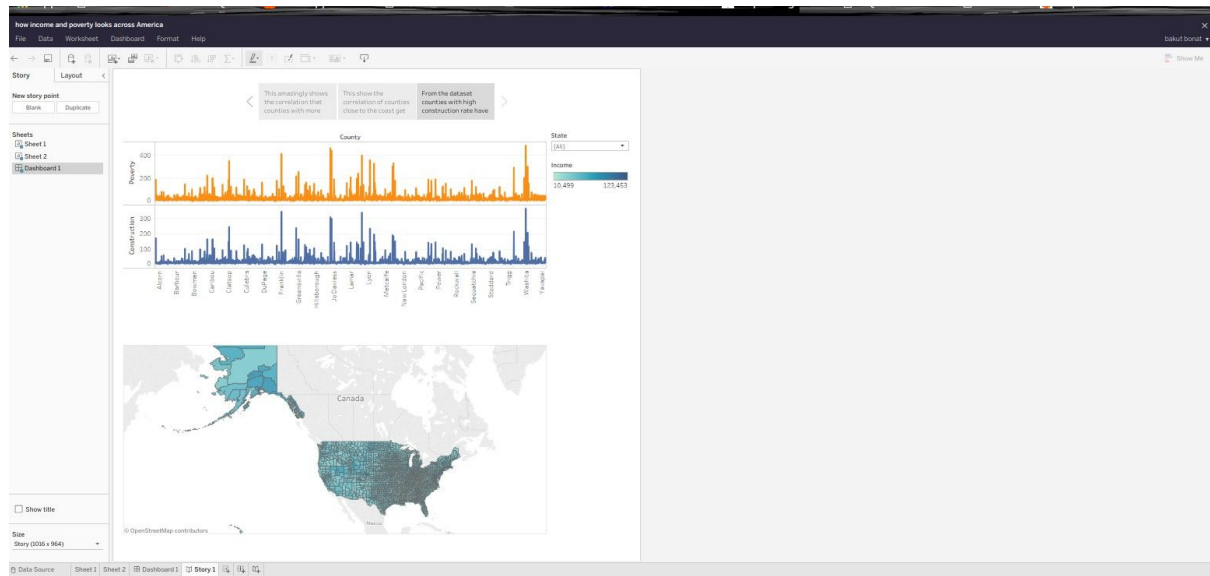 how income and poverty looks across America
File Data Worksheet Dashboard Format Help
bakut bonat
Show Me
Story Layout
New story point
Blank Duplicate
Sheets
Sheet 1
Sheet 2
Dashboard 1
This amazingly shows
the correlation that
counties with more
This show the
correlation of counties
close to the coast get
From the dataset
counties with high
construction rate have
County
Poverty
400
200
0
Construction
300
200
100
0
Alcorn
Barbour
Bowman
Caribou
Clatsop
Culebra
DuPage
Franklin
Greensville
Hillsborough
Jo Daviess
Lamar
Lyon
Metcalfe
New London
Pacific
Power
Rockwall
Sequatchie
Stoddard
Trigg
Washita
Yavapai
State
(All)
Income
10,499 123,453
Canada
Mexico
© OpenStreetMap contributors
Show title
Size
Story (1016 x 964)
Data Source Sheet 1 Sheet 2 Dashboard 1 Story 1